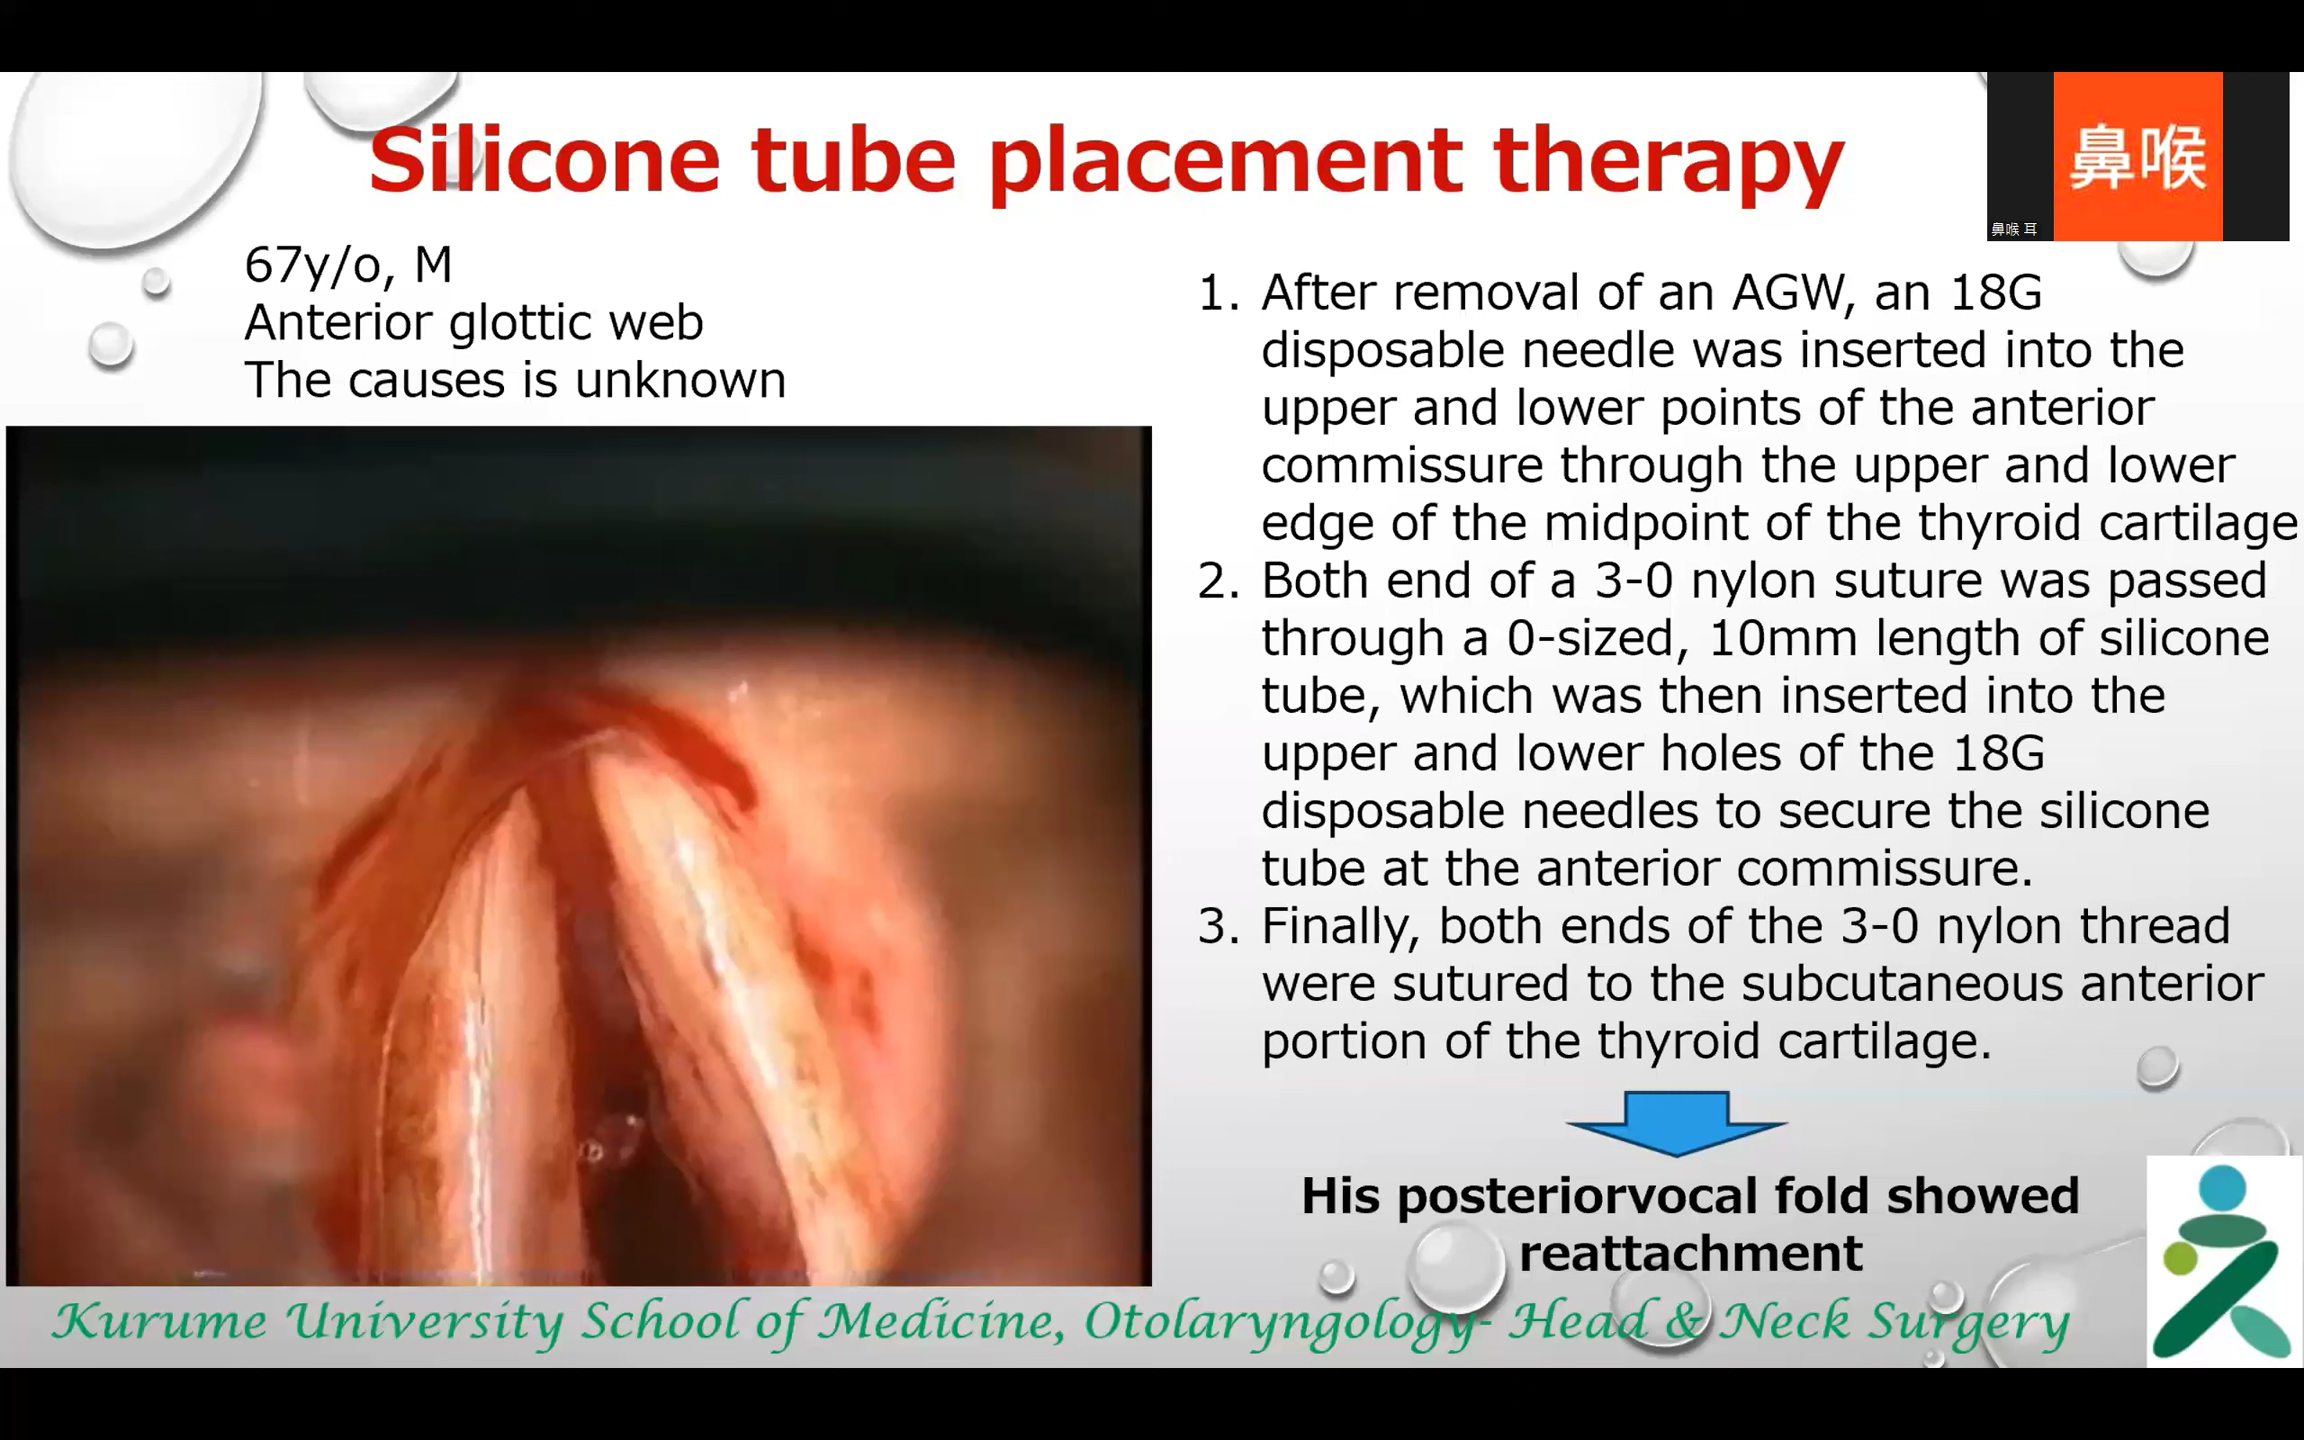 Silicone tube placement therapy
鼻喉
鼻喉 耳
67y/o, M
Anterior glottic web
The causes is unknown
1. After removal of an AGW, an 18G
disposable needle was inserted into the
upper and lower points of the anterior
commissure through the upper and lower
edge of the midpoint of the thyroid cartilage
2. Both end of a 3-0 nylon suture was passed
through a 0-sized, 10mm length of silicone
tube, which was then inserted into the
upper and lower holes of the 18G
disposable needles to secure the silicone
tube at the anterior commissure.
3. Finally, both ends of the 3-0 nylon thread
were sutured to the subcutaneous anterior
portion of the thyroid cartilage.
His posteriorvocal fold showed
reattachment
Kurume University School of Medicine, Otolaryngology- Head & Neck Surgery